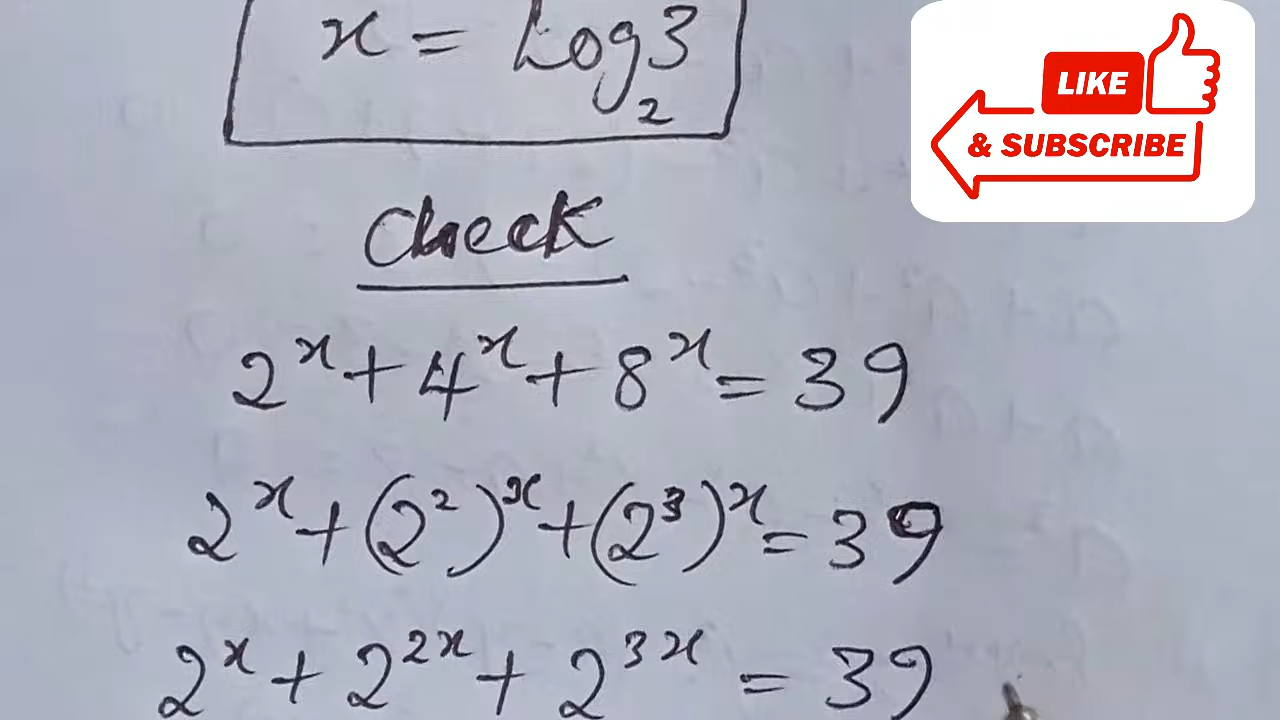 x = Log₂3
LIKE
& SUBSCRIBE
Check
2ˣ + 4ˣ + 8ˣ = 39
2ˣ + (2²)ˣ + (2³)ˣ = 39
2ˣ + 2²ˣ + 2³ˣ = 39